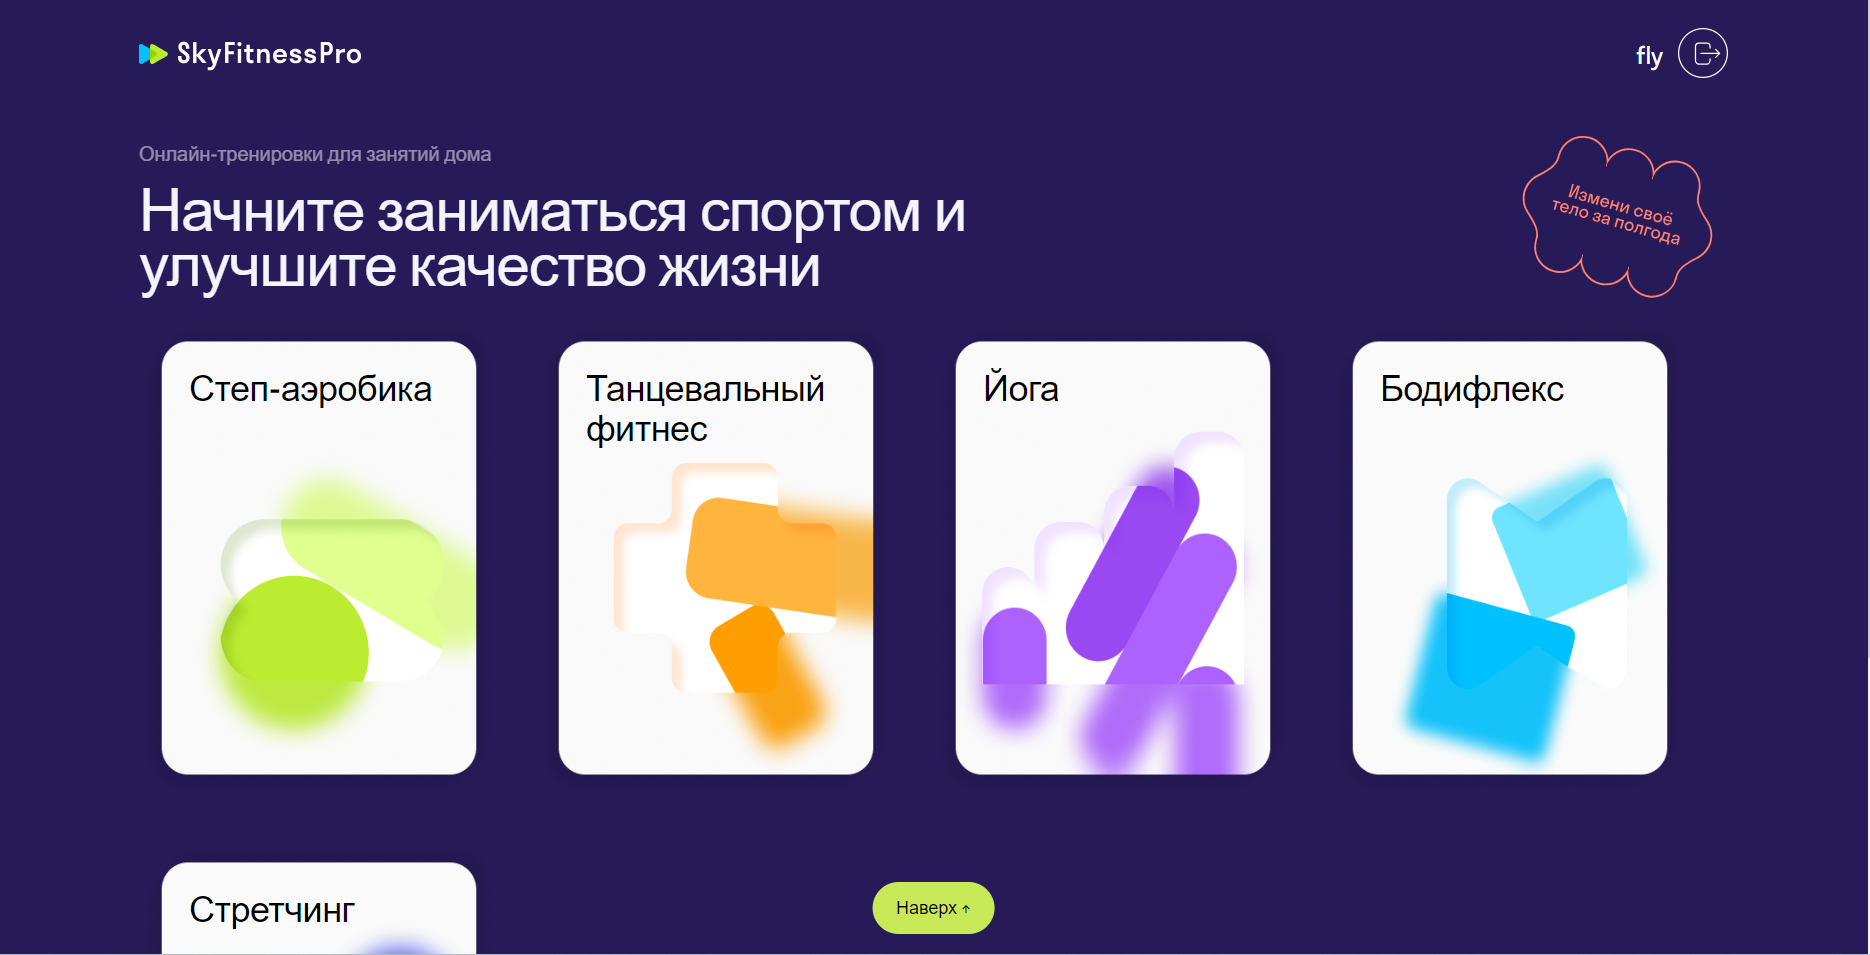 SkyFitnessPro
fly
Онлайн-тренировки для занятий дома
Начните заниматься спортом и
улучшите качество жизни
Измени своё
тело за полгода
Степ-аэробика
Танцевальный
фитнес
Йога
Бодифлекс
Стретчинг
Наверх ↑